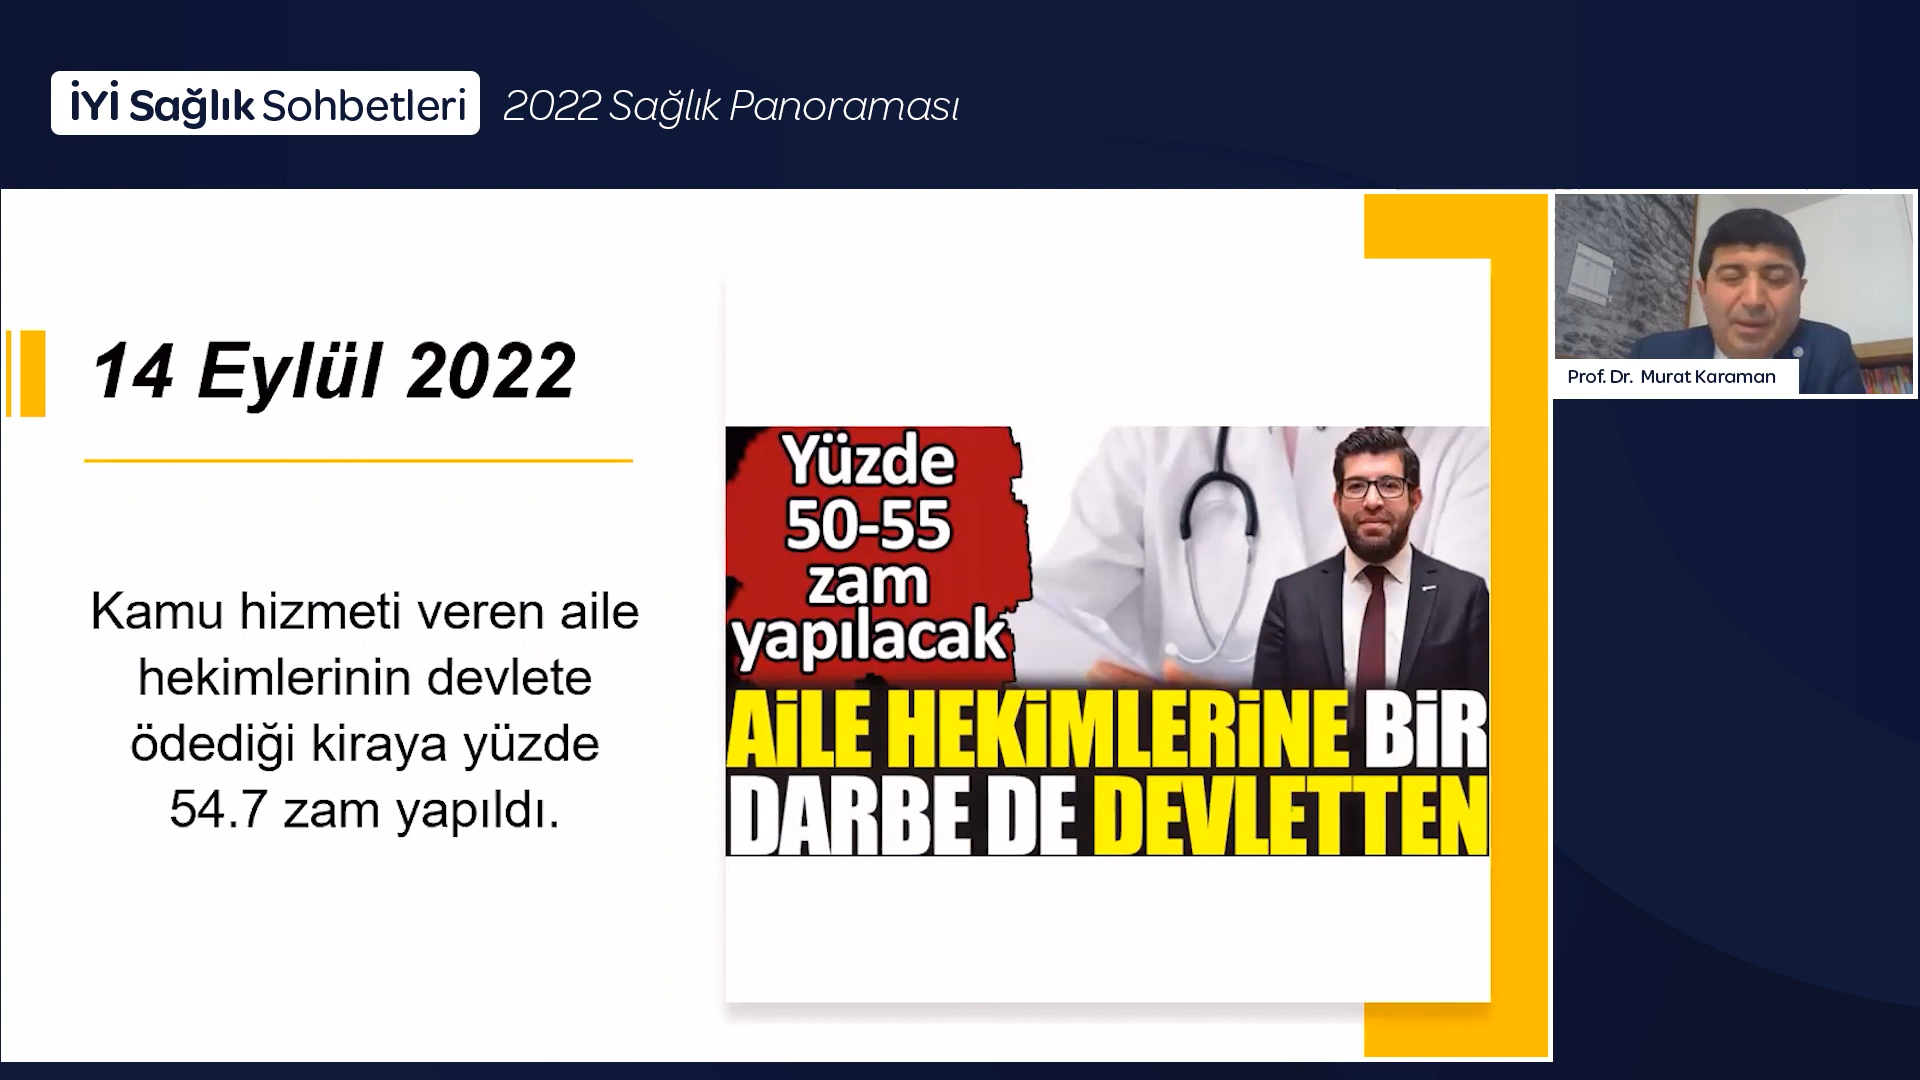 İYİ Sağlık Sohbetleri 2022 Sağlık Panoraması
Prof. Dr. Murat Karaman
14 Eylül 2022
Kamu hizmeti veren aile
hekimlerinin devlete
ödediği kiraya yüzde
54.7 zam yapıldı.
Yüzde
50-55
zam
yapılacak
AİLE HEKİMLERİNE BİR
DARBE DE DEVLETTEN